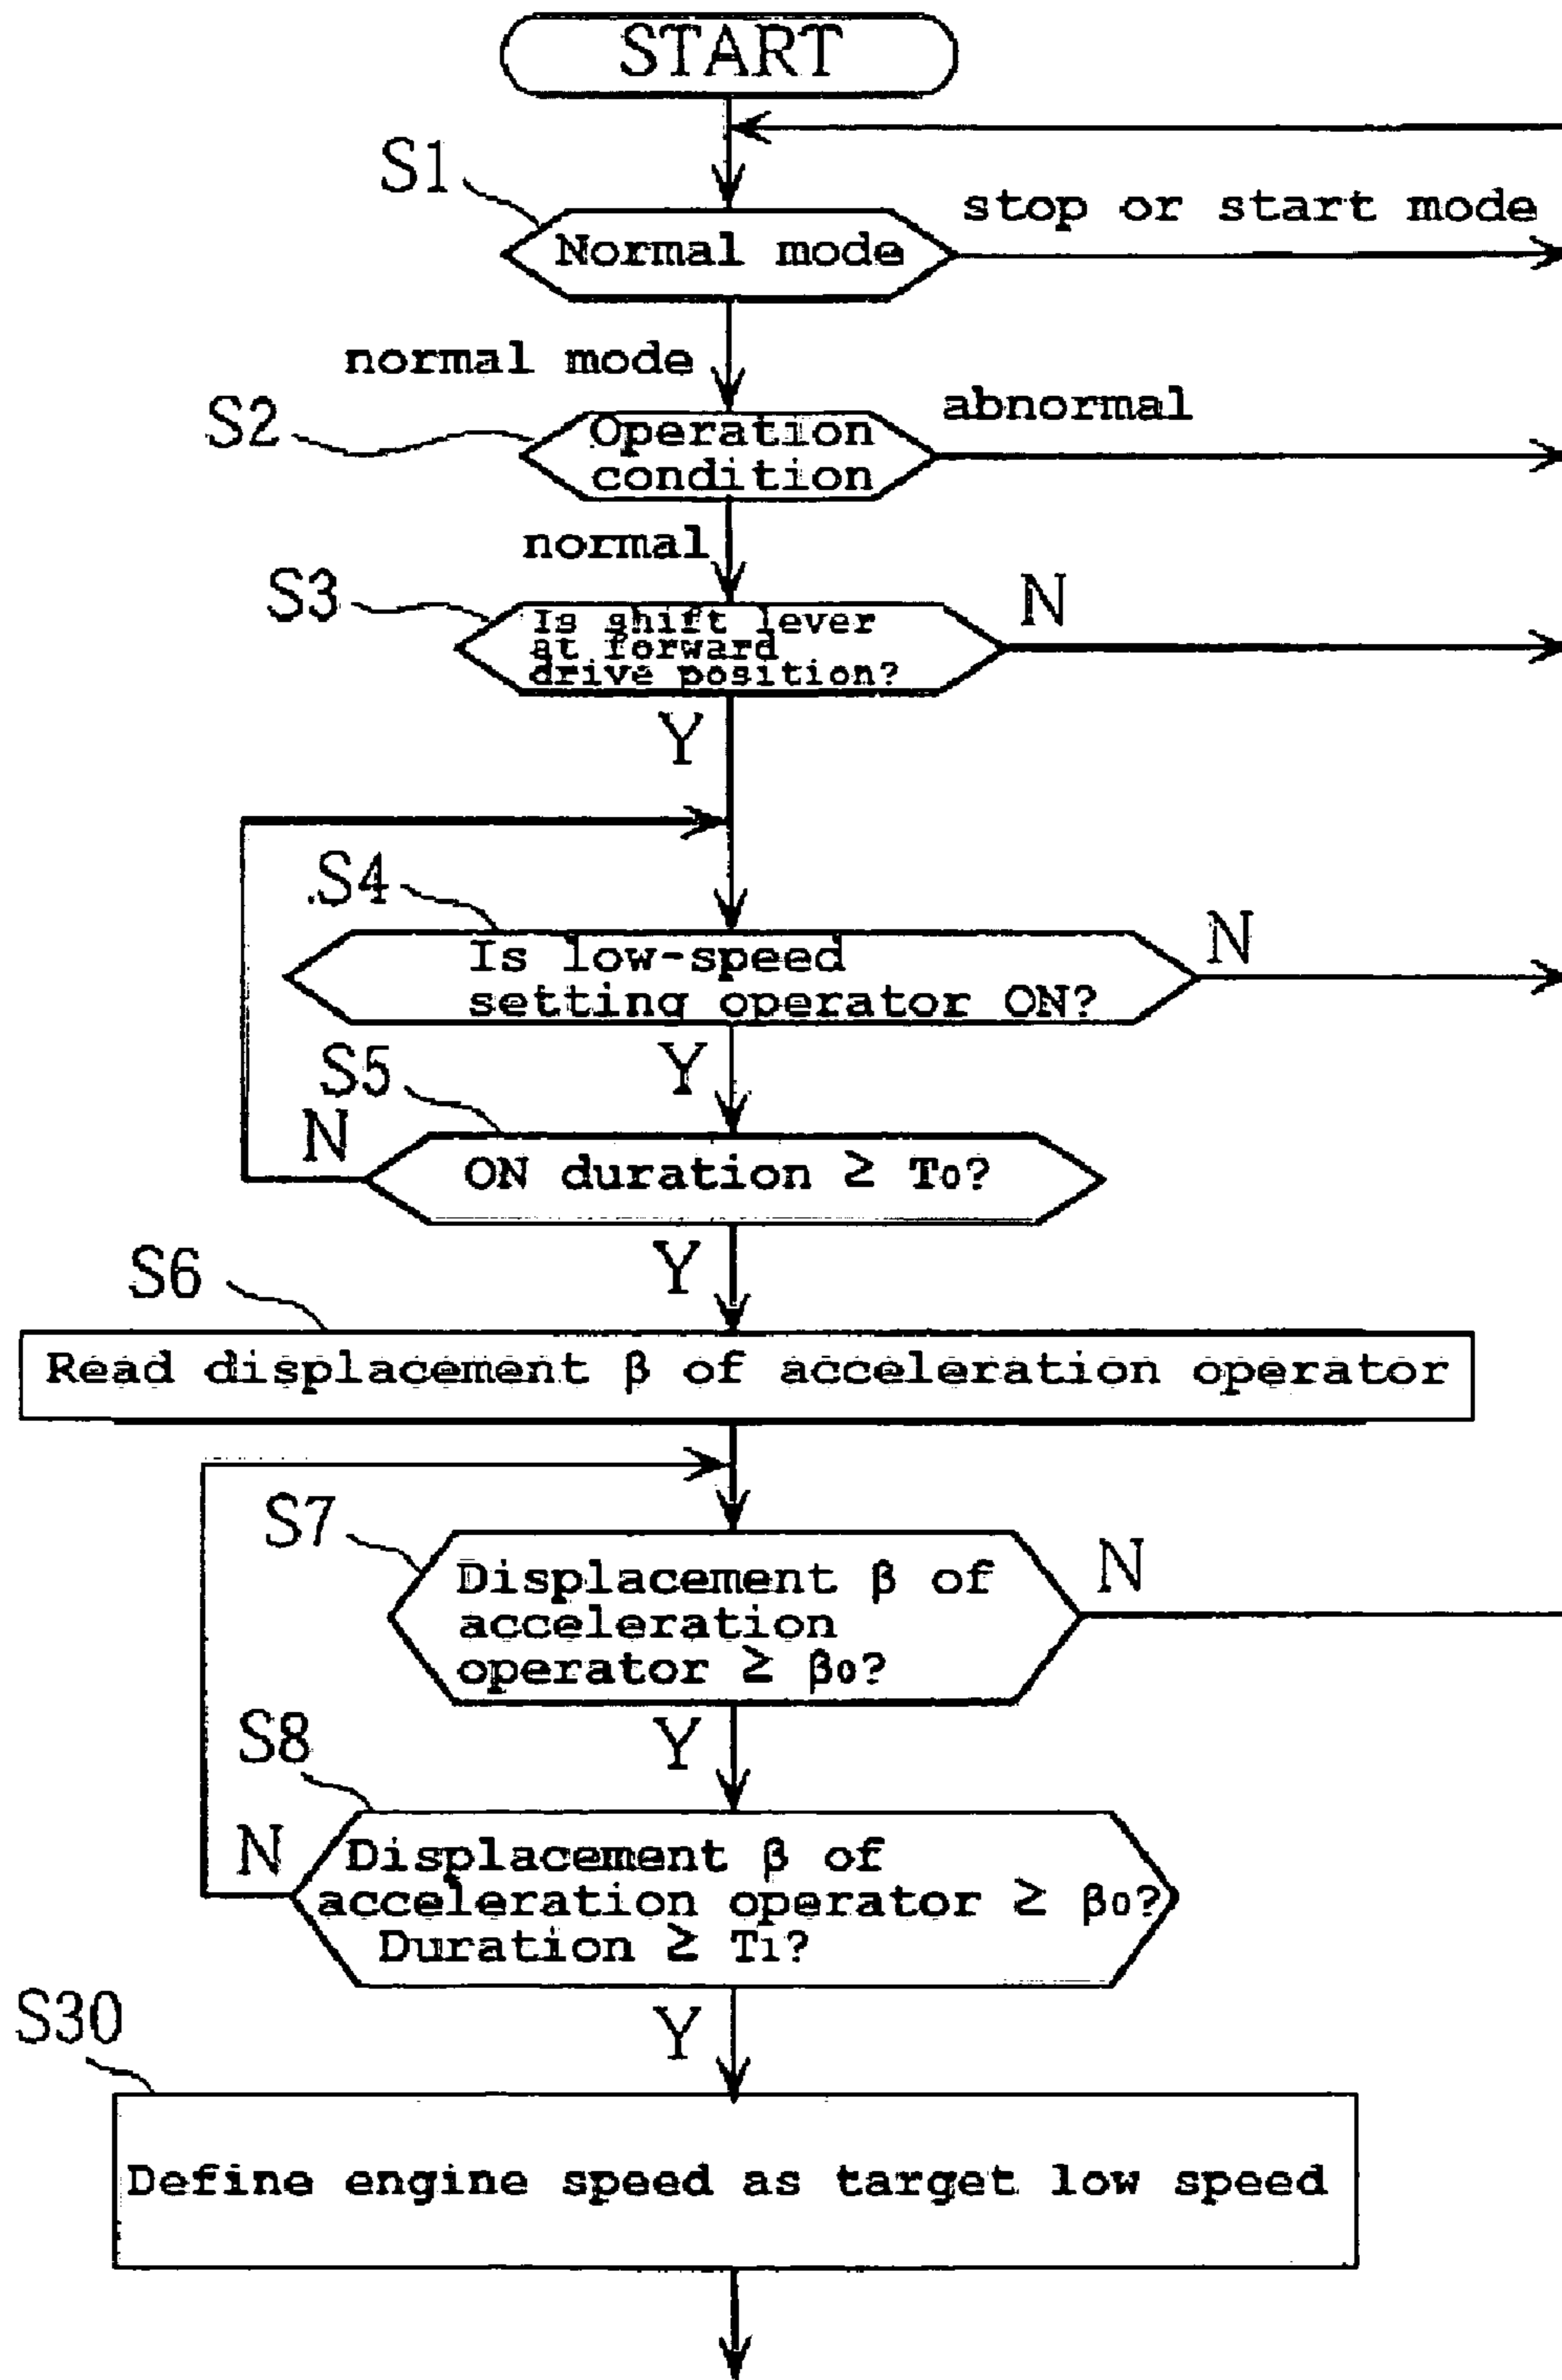 START
S1
Normal mode
stop or start mode
normal mode
S2
Operation
condition
abnormal
normal
S3
Is shift lever
at forward
drive position?
N
Y
S4
Is low-speed
setting operator ON?
N
Y
S5
N
ON duration ≥ T0?
Y
S6
Read displacement β of acceleration operator
S7
Displacement β of
acceleration
operator ≥ β0?
N
Y
S8
N
Displacement β of
acceleration operator ≥ β0?
Duration ≥ T1?
Y
S30
Define engine speed as target low speed